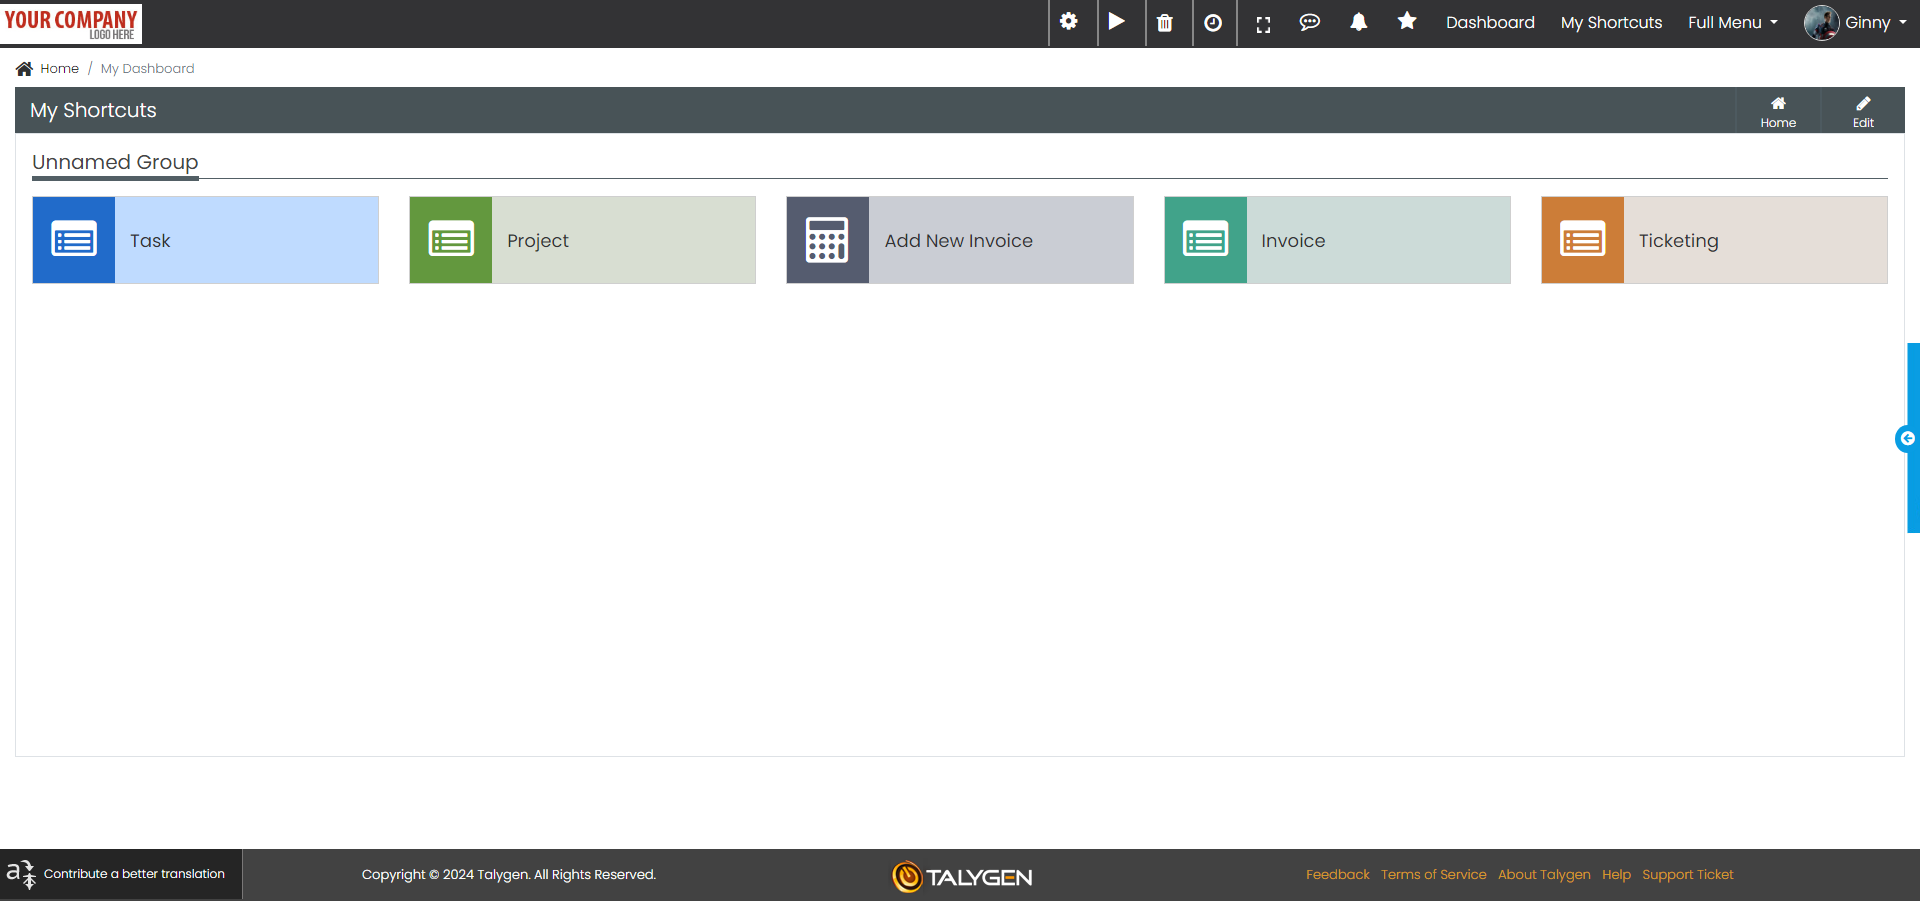 YOUR COMPANY
LOGO HERE
Dashboard My Shortcuts Full Menu Ginny
Home / My Dashboard
My Shortcuts
Home Edit
Unnamed Group
Task Project Add New Invoice Invoice Ticketing
Contribute a better translation Copyright © 2024 Talygen. All Rights Reserved. TALYGEN Feedback Terms of Service About Talygen Help Support Ticket